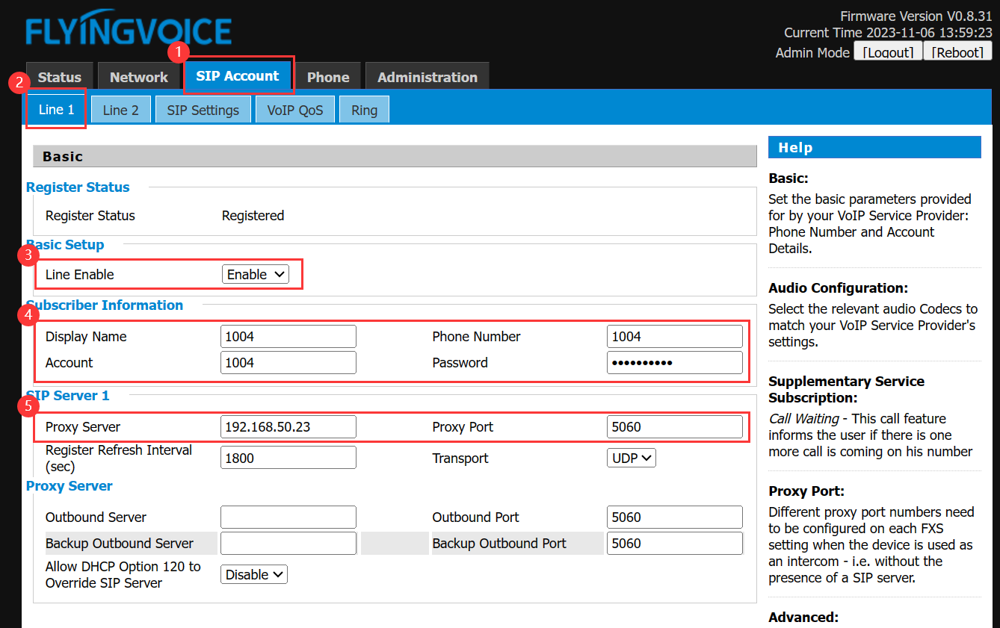 FLYINGVOICE
Firmware Version V0.8.31
Current Time 2023-11-06 13:59:23
Admin Mode [Logout] [Reboot]
1
Status Network SIP Account Phone Administration
2
Line 1 Line 2 SIP Settings VoIP QoS Ring
Basic
Register Status
Register Status Registered
Basic Setup
3
Line Enable Enable
Subscriber Information
4
Display Name 1004 Phone Number 1004
Account 1004 Password ••••••••••
SIP Server 1
5
Proxy Server 192.168.50.23 Proxy Port 5060
Register Refresh Interval
(sec) 1800 Transport UDP
Proxy Server
Outbound Server Outbound Port 5060
Backup Outbound Server Backup Outbound Port 5060
Allow DHCP Option 120 to
Override SIP Server Disable
Help
Basic:
Set the basic parameters provided
for by your VoIP Service Provider:
Phone Number and Account
Details.
Audio Configuration:
Select the relevant audio Codecs to
match your VoIP Service Provider's
settings.
Supplementary Service
Subscription:
Call Waiting - This call feature
informs the user if there is one
more call is coming on his number
Proxy Port:
Different proxy port numbers need
to be configured on each FXS
setting when the device is used as
an intercom - i.e. without the
presence of a SIP server.
Advanced: